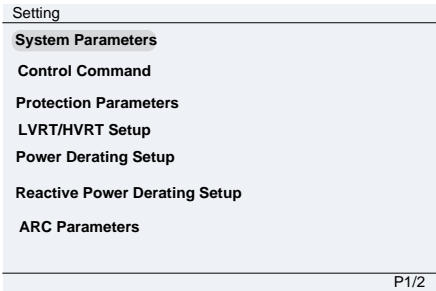 Setting
System Parameters
Control Command
Protection Parameters
LVRT/HVRT Setup
Power Derating Setup
Reactive Power Derating Setup
ARC Parameters
P1/2